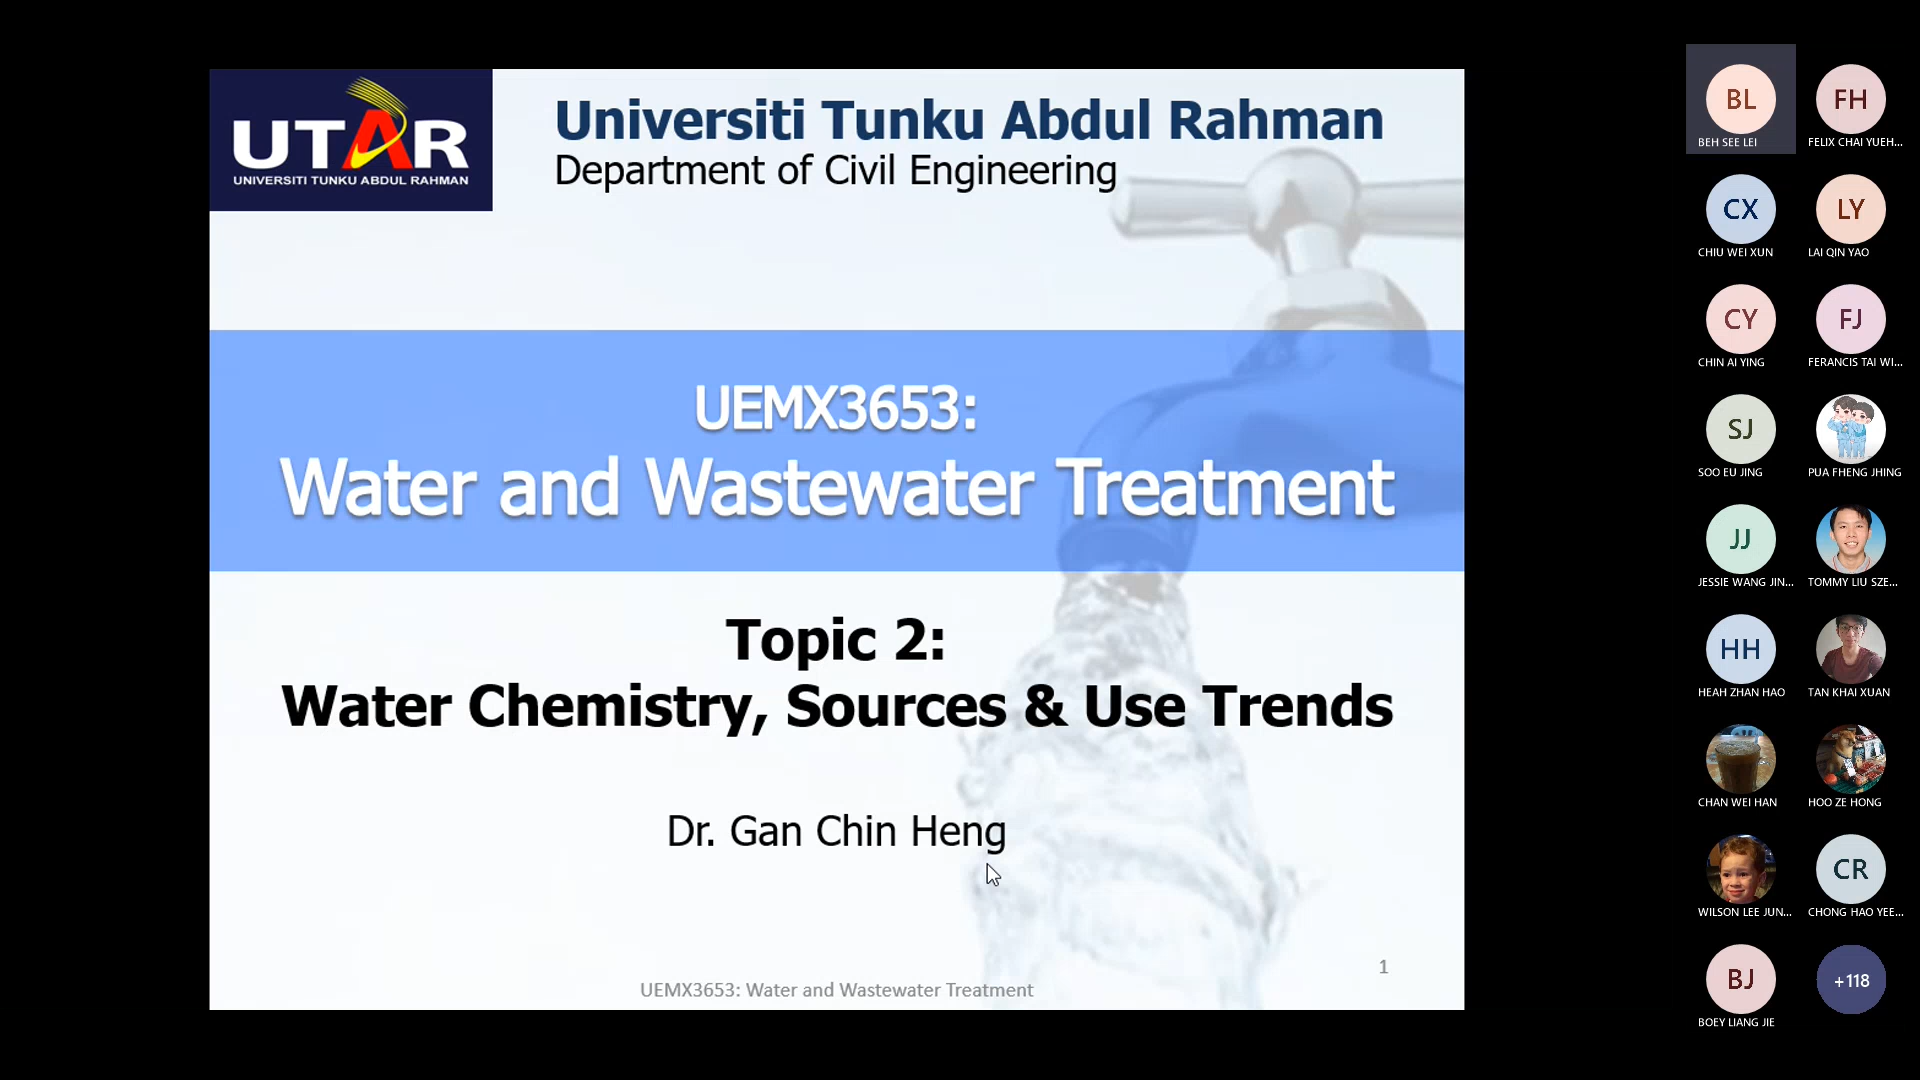 UTAR
UNIVERSITI TUNKU ABDUL RAHMAN
Universiti Tunku Abdul Rahman
Department of Civil Engineering
UEMX3653:
Water and Wastewater Treatment
Topic 2:
Water Chemistry, Sources & Use Trends
Dr. Gan Chin Heng
1
UEMX3653: Water and Wastewater Treatment
BL
BEH SEE LEI
FH
FELIX CHAI YUEH...
CX
CHIU WEI XUN
LY
LAI QIN YAO
CY
CHIN AI YING
FJ
FERANCIS TAI WI...
SJ
SOO EU JING
PUA FHENG JHING
JJ
JESSIE WANG JIN...
TOMMY LIU SZE...
HH
HEAH ZHAN HAO
TAN KHAI XUAN
CHAN WEI HAN
HOO ZE HONG
WILSON LEE JUN...
CR
CHONG HAO YEE...
BJ
BOEY LIANG JIE
+118